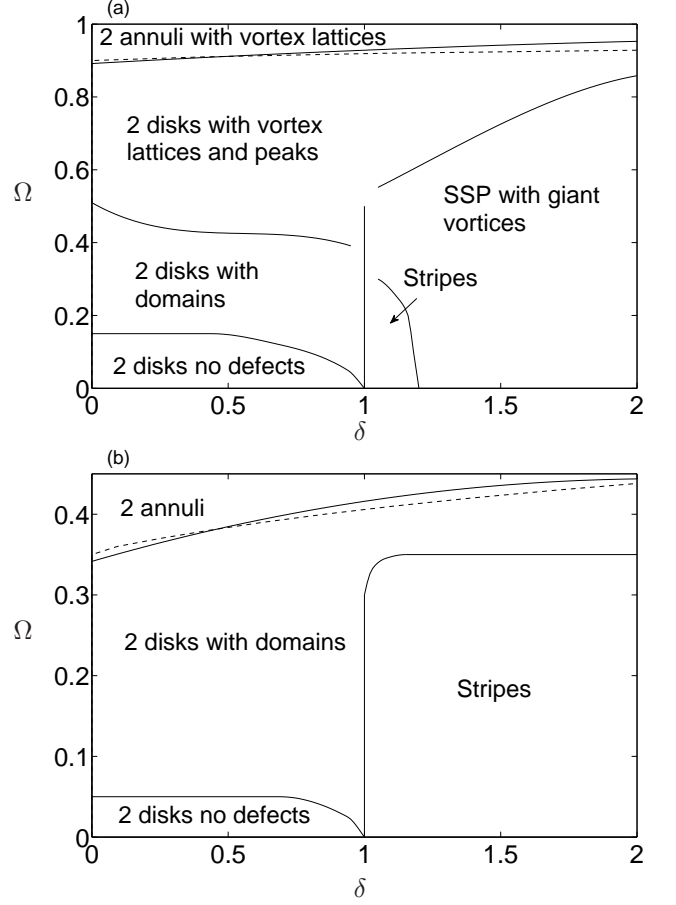 (a)
1
2 annuli with vortex lattices
0.8
2 disks with vortex
lattices and peaks
0.6
SSP with giant
vortices
Ω
0.4
2 disks with
domains
Stripes
0.2
2 disks no defects
0
0 0.5 1 1.5 2
δ
(b)
0.4
2 annuli
0.3
Ω
2 disks with domains
0.2
Stripes
0.1
2 disks no defects
0
0 0.5 1 1.5 2
δ